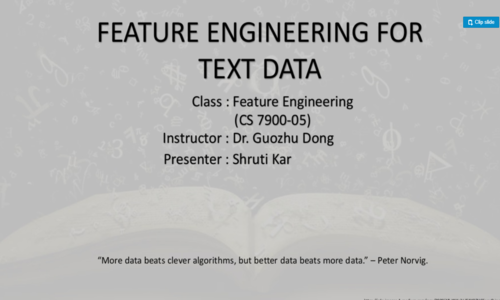 Clip slide
FEATURE ENGINEERING FOR
TEXT DATA
Class : Feature Engineering
(CS 7900-05)
Instructor : Dr. Guozhu Dong
Presenter : Shruti Kar
“More data beats clever algorithms, but better data beats more data.” – Peter Norvig.